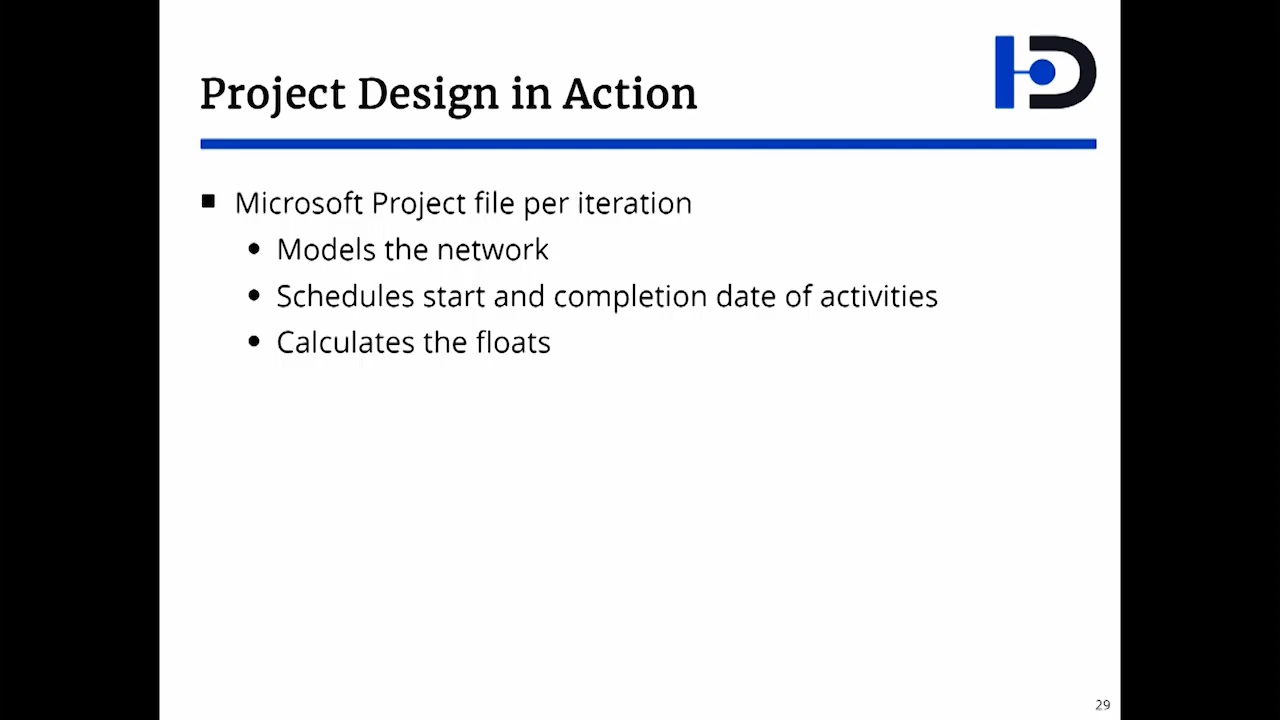 Project Design in Action
Microsoft Project file per iteration
Models the network
Schedules start and completion date of activities
Calculates the floats
29